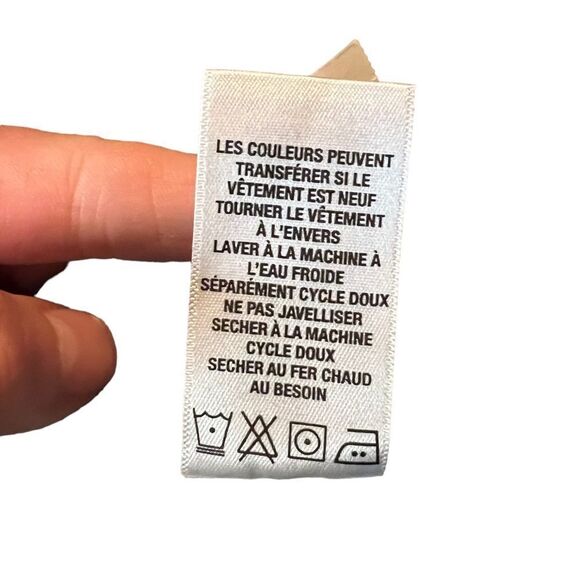 LES COULEURS PEUVENT
TRANSFÉRER SI LE
VÊTEMENT EST NEUF
TOURNER LE VÊTEMENT
À L'ENVERS
LAVER À LA MACHINE À
L'EAU FROIDE
SÉPARÉMENT CYCLE DOUX
NE PAS JAVELLISER
SECHER À LA MACHINE
CYCLE DOUX
SECHER AU FER CHAUD
AU BESOIN